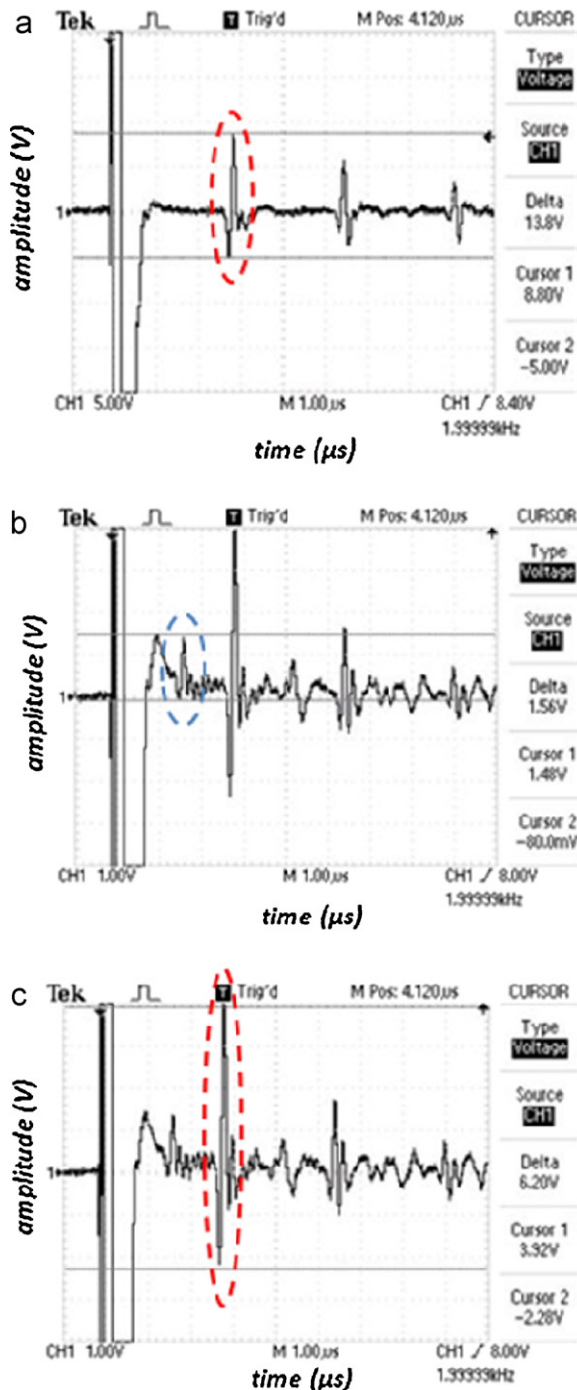 a
Tek T Trig'd M Pos: 4.120µs CURSOR
Type
Voltage
Source
CH1
Delta
13.8V
Cursor 1
8.80V
Cursor 2
-5.00V
1
amplitude (V)
CH1 5.00V M 1.00µs CH1 / 8.40V
1.99999kHz
time (µs)
b
Tek T Trig'd M Pos: 4.120µs CURSOR
Type
Voltage
Source
CH1
Delta
1.56V
Cursor 1
1.48V
Cursor 2
-80.0mV
1
amplitude (V)
CH1 1.00V M 1.00µs CH1 / 8.00V
1.99999kHz
time (µs)
c
Tek T Trig'd M Pos: 4.120µs CURSOR
Type
Voltage
Source
CH1
Delta
6.20V
Cursor 1
3.92V
Cursor 2
-2.28V
1
amplitude (V)
CH1 1.00V M 1.00µs CH1 / 8.00V
1.99999kHz
time (µs)